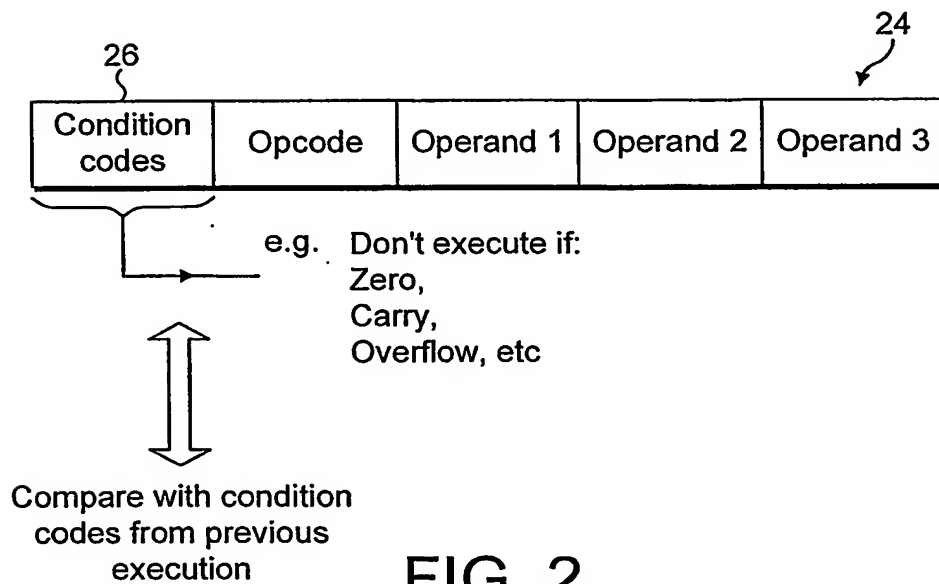 26
24
Condition
codes
Opcode
Operand 1
Operand 2
Operand 3
e.g. Don't execute if:
Zero,
Carry,
Overflow, etc
Compare with condition
codes from previous
execution
FIG. 2